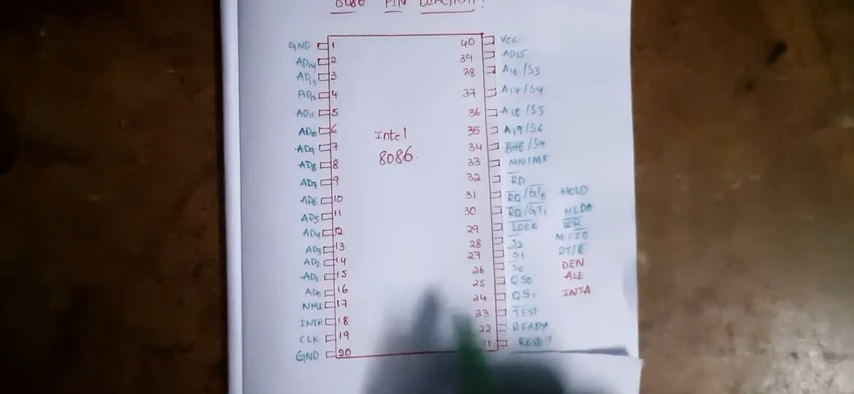 8086 PIN DIAGRAM:
GND 1 40 VCC
AD14 2 39 AD15
AD13 3 38 A16/S3
AD12 4 37 A17/S4
AD11 5 36 A18/S5
AD10 6 35 A19/S6
AD9 7 34 BHE/S7
AD8 8 33 MN/MX
AD7 9 32 RD
AD6 10 31 RQ/GT0 HOLD
AD5 11 30 RQ/GT1 HLDA
AD4 12 29 LOCK WR
AD3 13 28 S2 M/IO
AD2 14 27 S1 DT/R
AD1 15 26 S0 DEN
AD0 16 25 QS0 ALE
NMI 17 24 QS1 INTA
INTR 18 23 TEST
CLK 19 22 READY
GND 20 RESET
Intel
8086